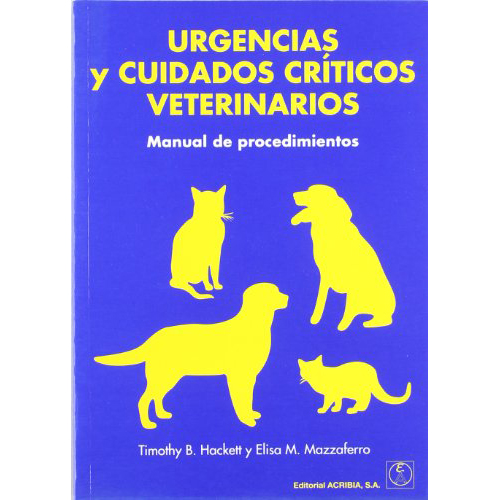 URGENCIAS
y CUIDADOS CRÍTICOS
VETERINARIOS
Manual de procedimientos
Timothy B. Hackett y Elisa M. Mazzaferro
Editorial ACRIBIA, S.A.